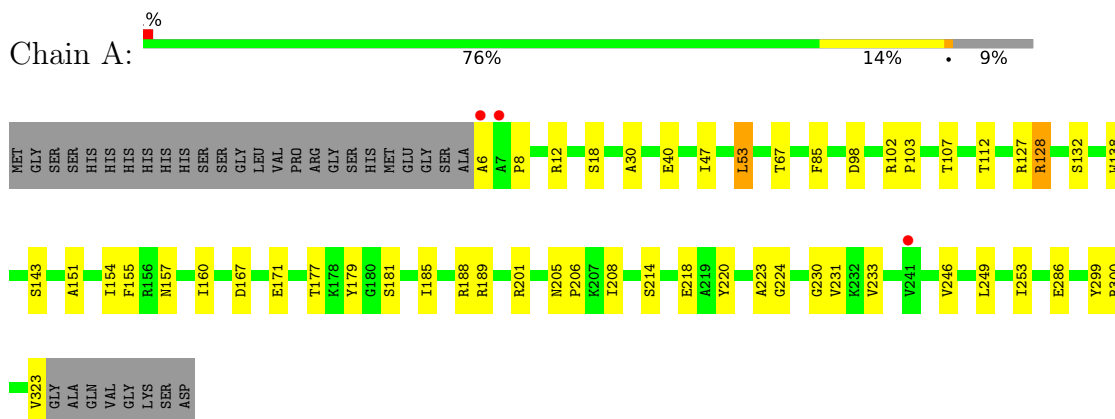 .%
Chain A:
76% 14% • 9%
MET GLY SER SER HIS HIS HIS HIS HIS HIS SER SER GLY LEU VAL PRO ARG GLY SER HIS MET GLU GLY SER ALA A6 A7 P8 R12 S18 A30 E40 I47 L53 T67 F85 D98 R102 P103 T107 T112 R127 R128 S132 W138
S143 A151 I154 F155 R156 N157 I160 D167 E171 T177 K178 Y179 G180 S181 I185 R188 R189 R201 N205 P206 K207 I208 S214 E218 A219 Y220 A223 G224 G230 V231 K232 V233 V241 V246 L249 I253 E286 Y299
V323 GLY ALA GLN VAL GLY LYS SER ASP